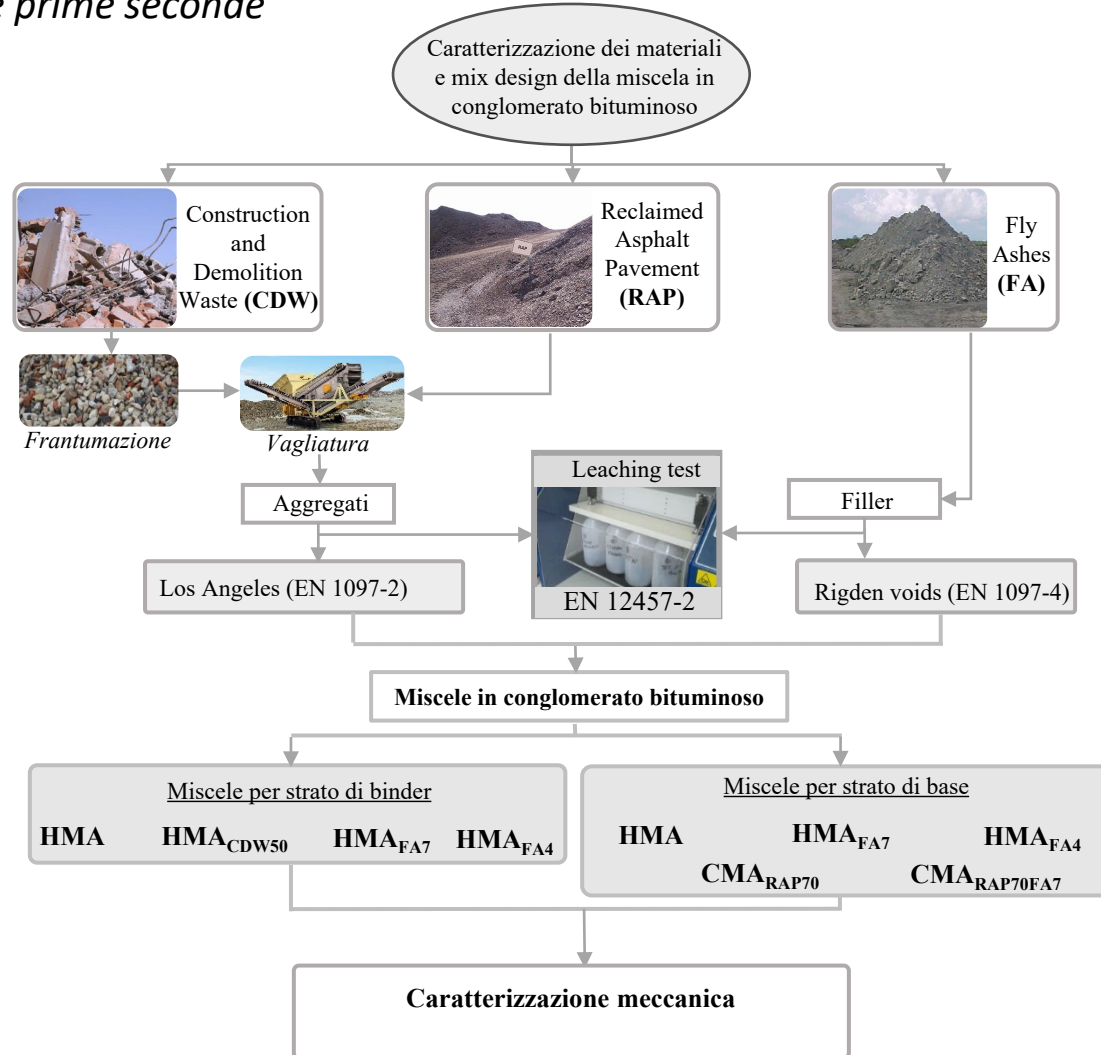 e prime seconde
Caratterizzazione dei materiali
e mix design della miscela in
conglomerato bituminoso
Construction
and
Demolition
Waste (CDW)
RAP
Reclaimed
Asphalt
Pavement
(RAP)
Fly
Ashes
(FA)
Frantumazione
Vagliatura
Aggregati
Leaching test
EN 12457-2
Filler
Los Angeles (EN 1097-2)
Rigden voids (EN 1097-4)
Miscele in conglomerato bituminoso
Miscele per strato di binder
HMA HMACDW50 HMAFA7 HMAFA4
Miscele per strato di base
HMA HMAFA7 HMAFA4
CMARAP70 CMARAP70FA7
Caratterizzazione meccanica